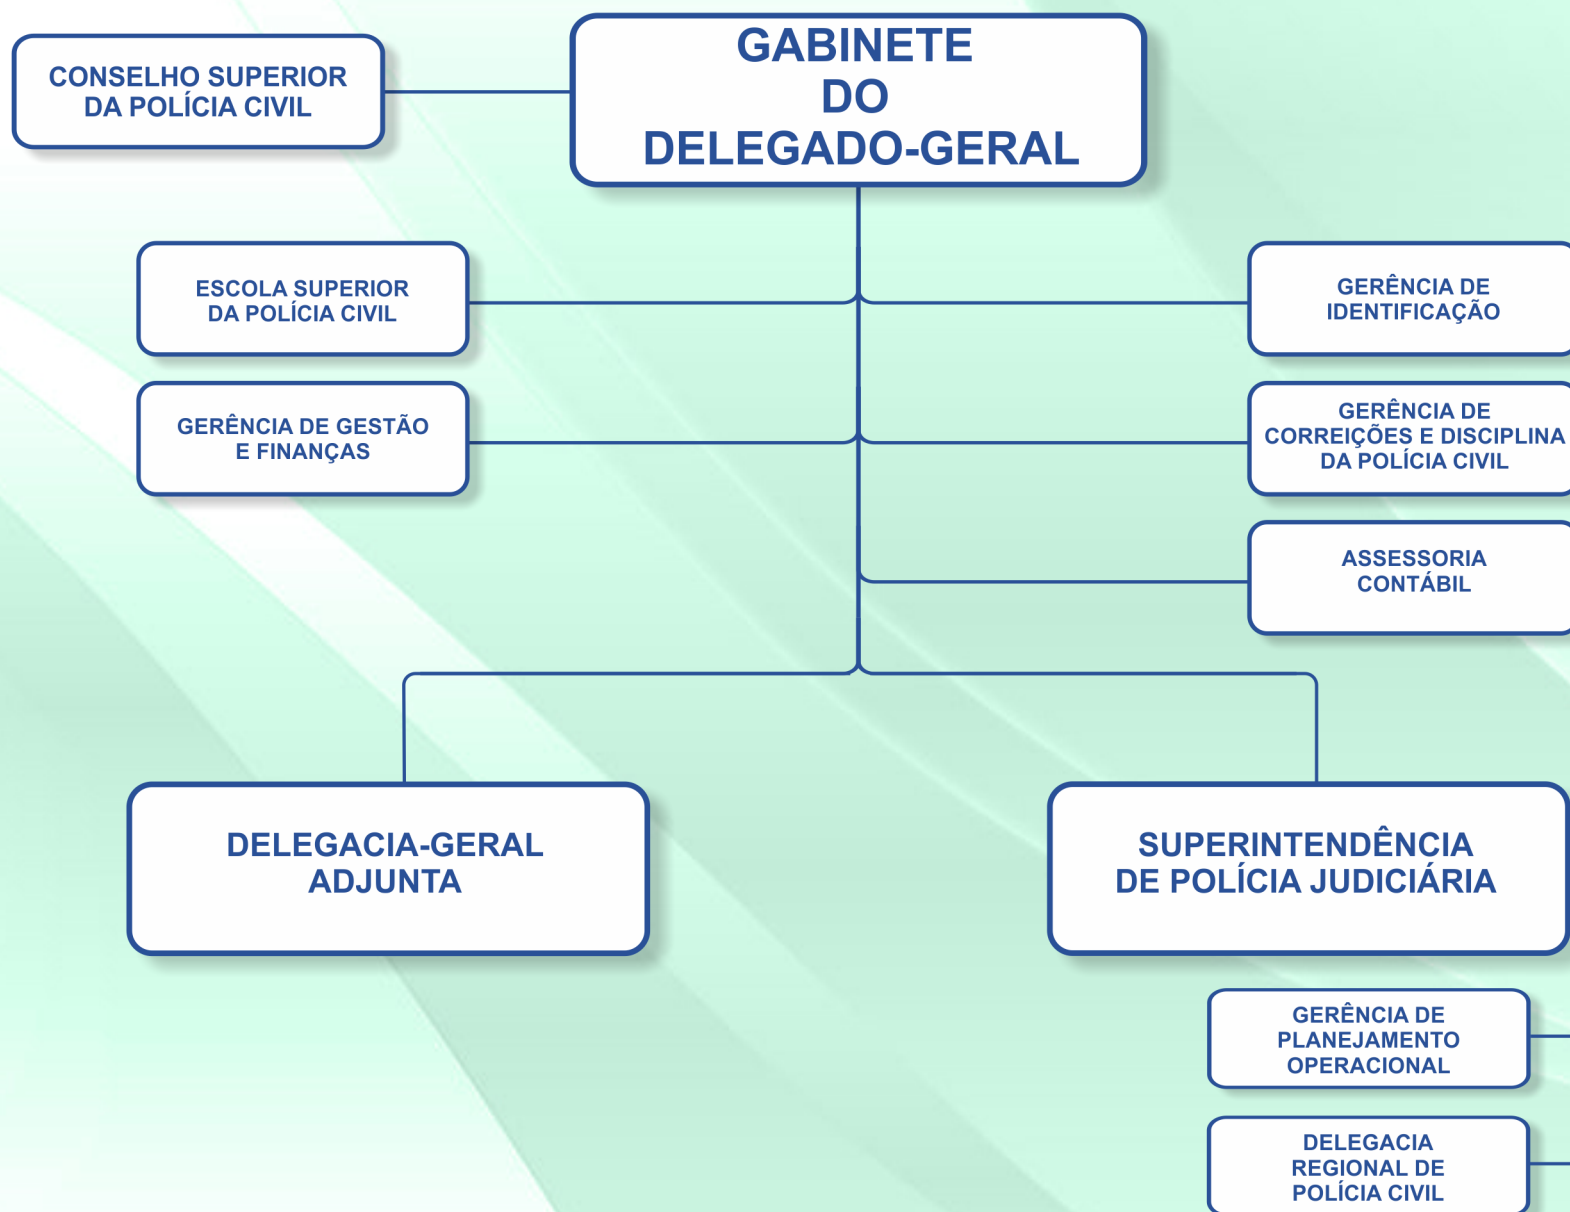 CONSELHO SUPERIOR
DA POLÍCIA CIVIL
GABINETE
DO
DELEGADO-GERAL
ESCOLA SUPERIOR
DA POLÍCIA CIVIL
GERÊNCIA DE
IDENTIFICAÇÃO
GERÊNCIA DE GESTÃO
E FINANÇAS
GERÊNCIA DE
CORREIÇÕES E DISCIPLINA
DA POLÍCIA CIVIL
ASSESSORIA
CONTÁBIL
DELEGACIA-GERAL
ADJUNTA
SUPERINTENDÊNCIA
DE POLÍCIA JUDICIÁRIA
GERÊNCIA DE
PLANEJAMENTO
OPERACIONAL
DELEGACIA
REGIONAL DE
POLÍCIA CIVIL